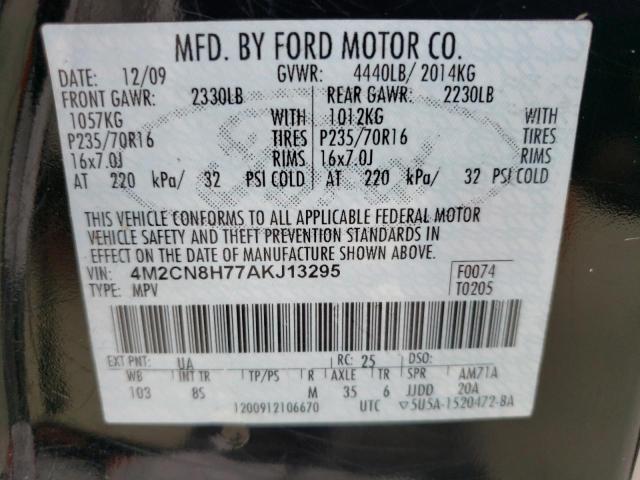 MFD. BY FORD MOTOR CO.
DATE: 12/09 GVWR: 4440LB/ 2014KG
FRONT GAWR: 2330LB REAR GAWR: 2230LB
1057KG WITH 1012KG WITH
P235/70R16 TIRES P235/70R16 TIRES
16x7.0J RIMS 16x7.0J RIMS
AT 220 kPa/ 32 PSI COLD AT 220 kPa/ 32 PSI COLD
THIS VEHICLE CONFORMS TO ALL APPLICABLE FEDERAL MOTOR
VEHICLE SAFETY AND THEFT PREVENTION STANDARDS IN
EFFECT ON THE DATE OF MANUFACTURE SHOWN ABOVE.
VIN: 4M2CN8H77AKJ13295 F0074
TYPE: MPV T0205
EXT PNT: UA RC: 25 DSO:
WB INT TR TP/PS R AXLE TR SPR AM71A
103 8S M 35 6 JJDD 20A
1200912106670 UTC ▽5U5A-1520472-BA